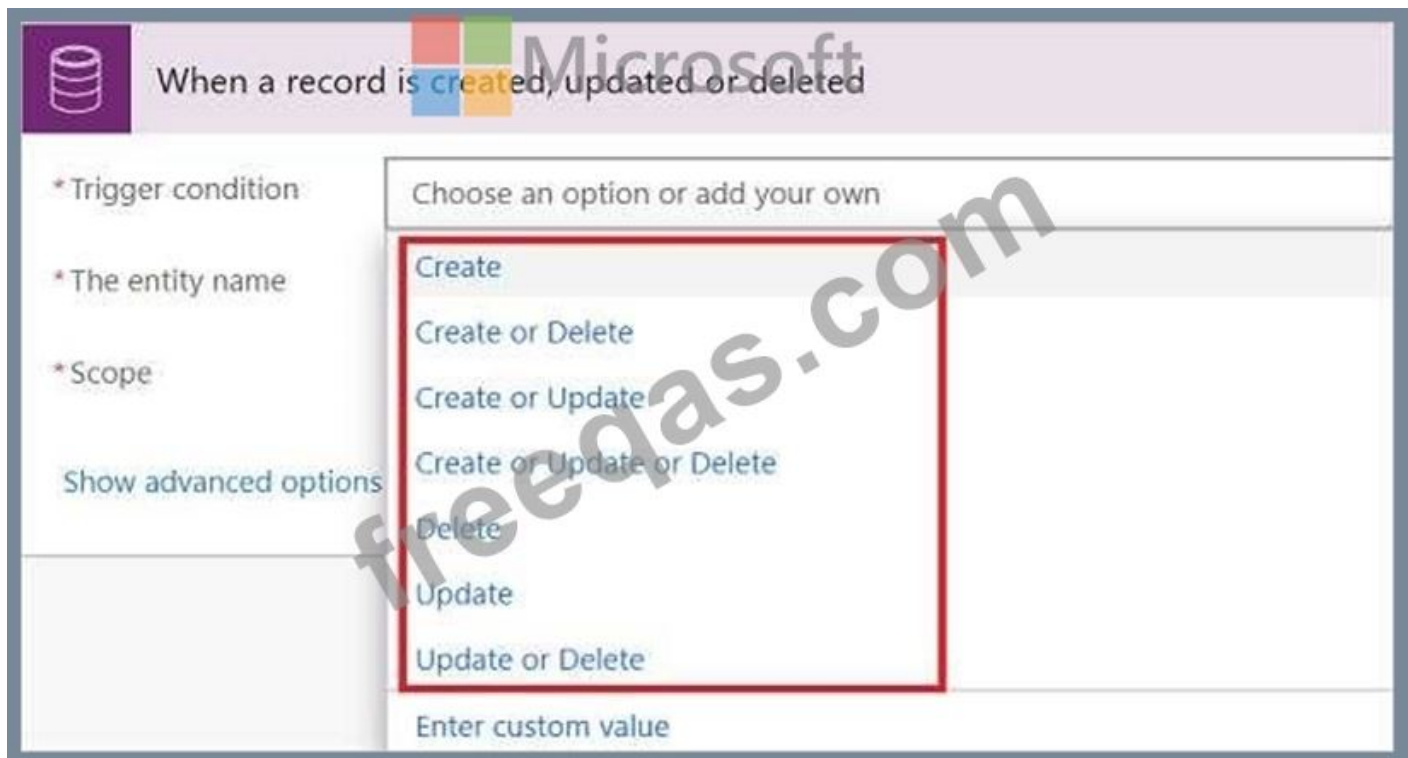 Microsoft
When a record is created, updated or deleted
* Trigger condition
Choose an option or add your own
Create
* The entity name
Create or Delete
* Scope
Create or Update
Create or Update or Delete
Show advanced options
Delete
Update
Update or Delete
Enter custom value
freeqas.com